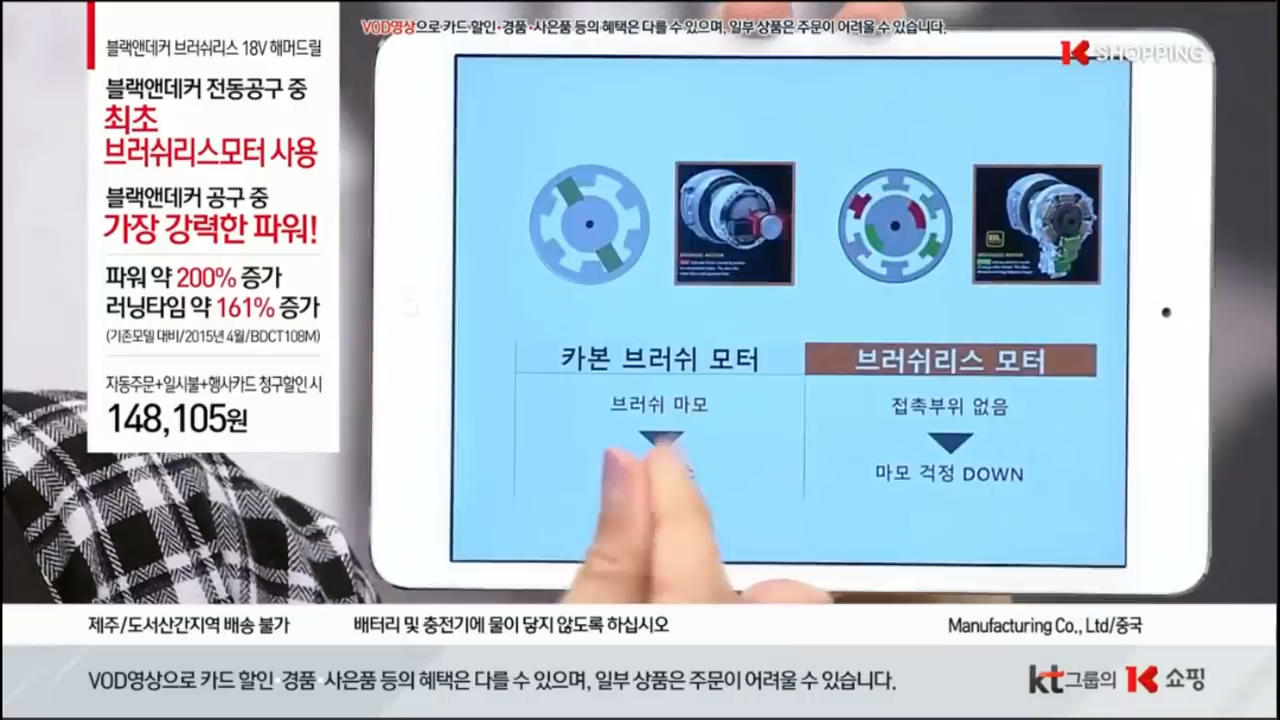 VOD영상으로 카드 할인·경품·사은품 등의 혜택은 다를 수 있으며, 일부 상품은 주문이 어려울 수 있습니다.
K SHOPPING
블랙앤데커 브러쉬리스 18V 해머드릴
블랙앤데커 전동공구 중
최초
브러쉬리스모터 사용
블랙앤데커 공구 중
가장 강력한 파워!
파워 약 200% 증가
러닝타임 약 161% 증가
(기존모델 대비/2015년 4월/BDCT108M)
자동주문+일시불+행사카드 청구할인 시
148,105원
카본 브러쉬 모터
브러쉬 마모
브러쉬리스 모터
접촉부위 없음
마모 걱정 DOWN
제주/도서산간지역 배송 불가
배터리 및 충전기에 물이 닿지 않도록 하십시오
Manufacturing Co., Ltd/중국
VOD영상으로 카드 할인·경품·사은품 등의 혜택은 다를 수 있으며, 일부 상품은 주문이 어려울 수 있습니다.
kt그룹의 K 쇼핑